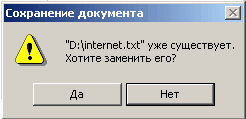 Сохранение документа
"D:\internet.txt" уже существует.
Хотите заменить его?
Да
Нет